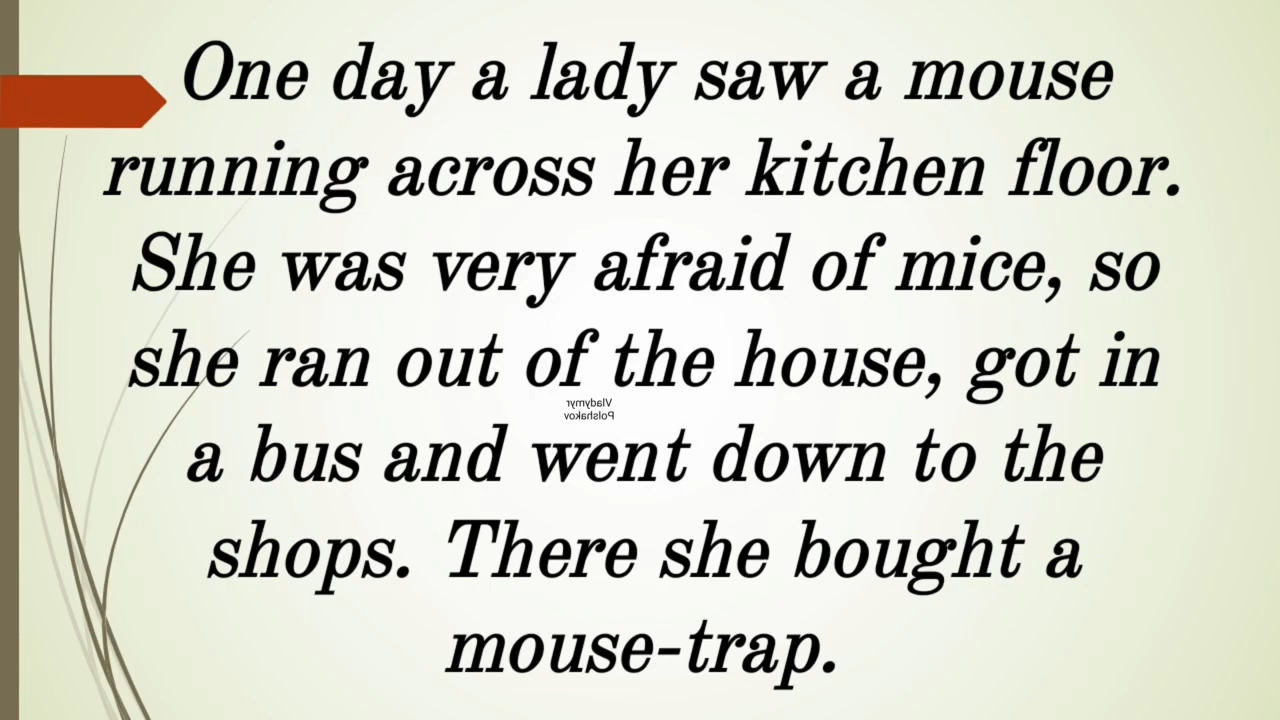 One day a lady saw a mouse
running across her kitchen floor.
She was very afraid of mice, so
she ran out of the house, got in
Vladymyr
Polshakov
a bus and went down to the
shops. There she bought a
mouse-trap.